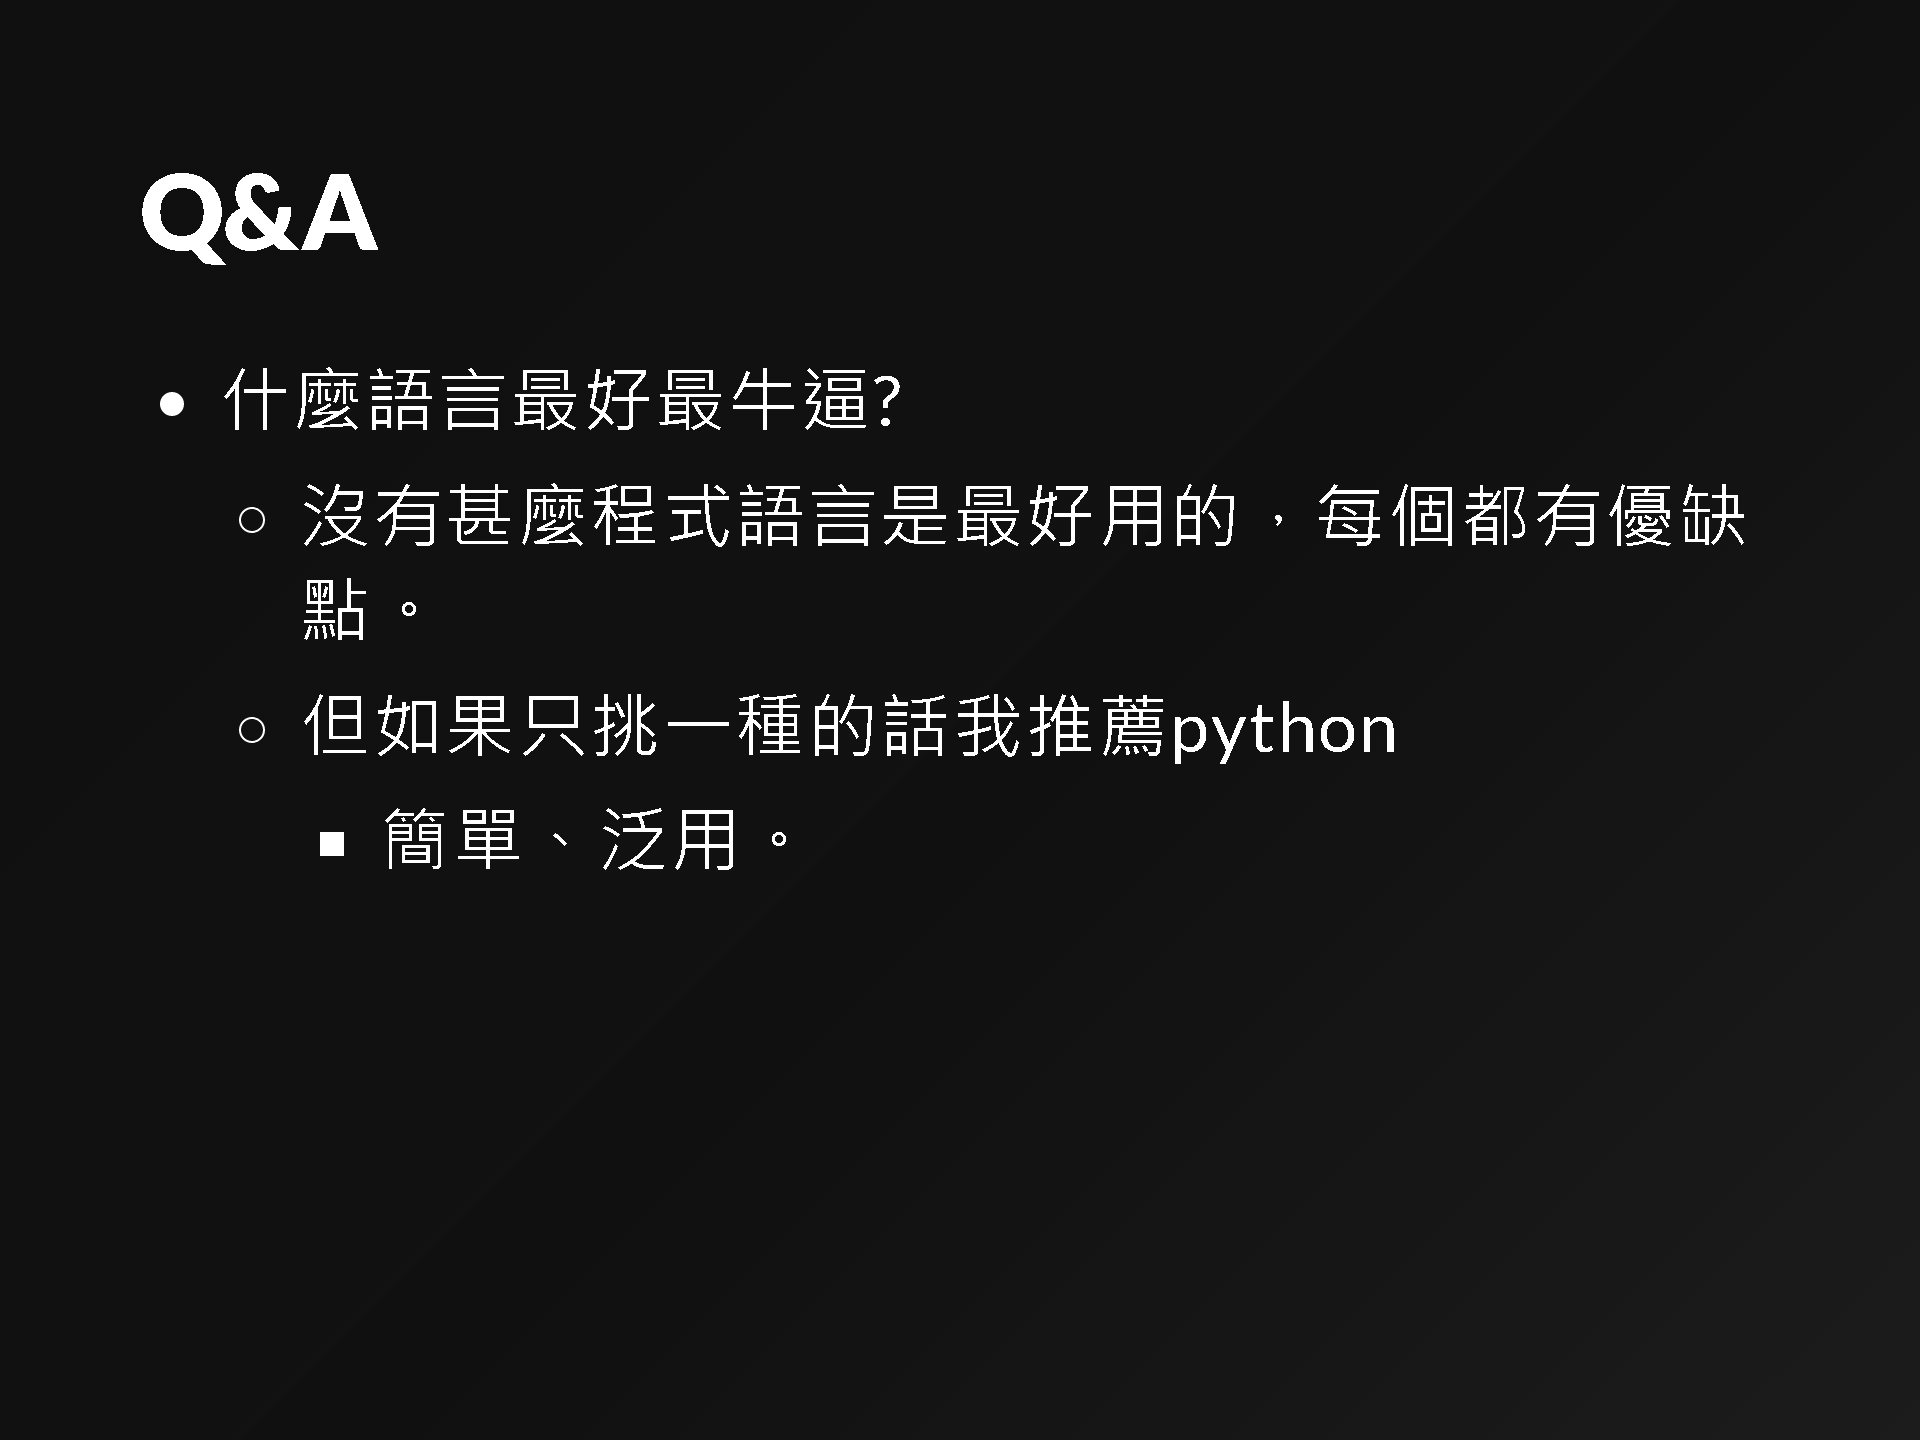 Q&A
什麼語言最好最牛逼?
沒有甚麼程式語言是最好用的，每個都有優缺
點。
但如果只挑一種的話我推薦python
簡單、泛用。